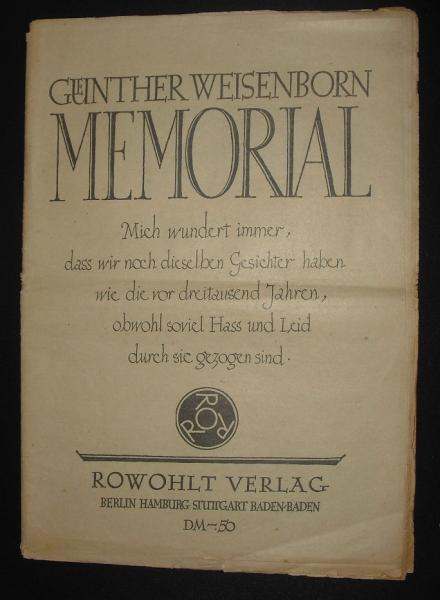 GÜNTHER WEISENBORN
MEMORIAL
Mich wundert immer,
dass wir noch dieselben Gesichter haben
wie die vor dreitausend Jahren,
obwohl soviel Hass und Leid
durch sie gezogen sind.
RORORO
ROWOHLT VERLAG
BERLIN HAMBURG·STUTTGART BADEN·BADEN
DM-.50